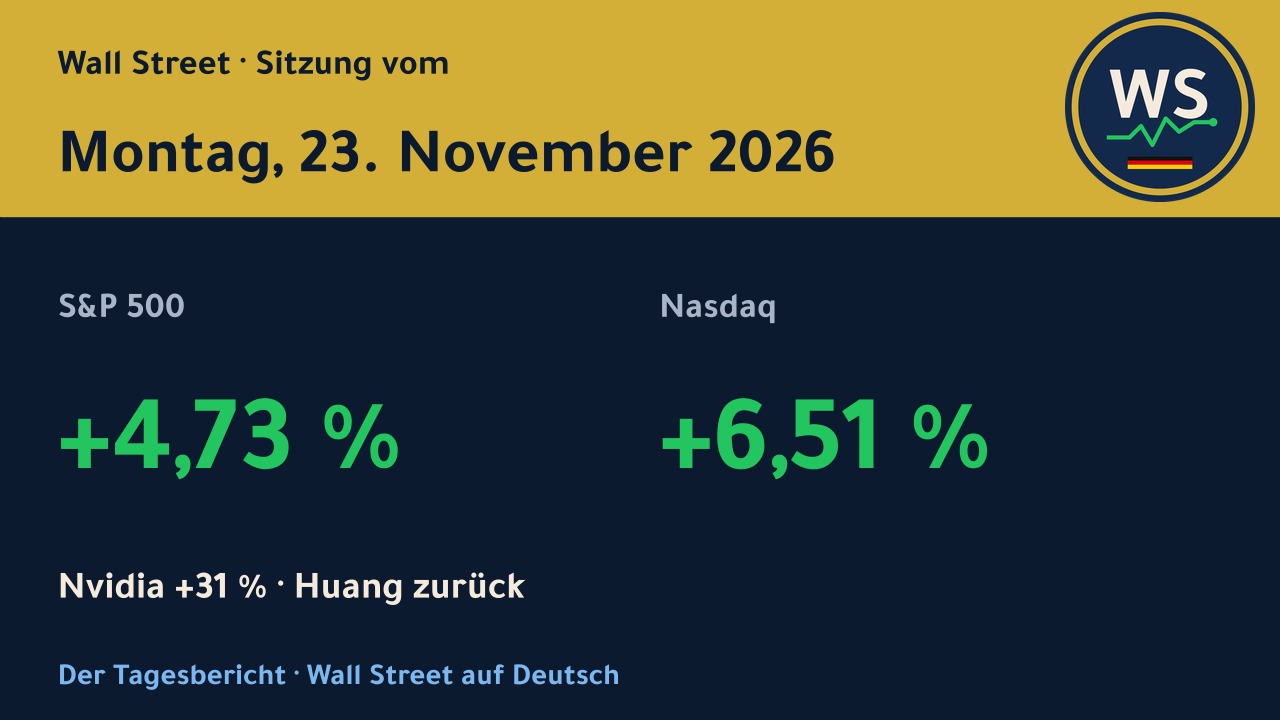 Wall Street · Sitzung vom
Montag, 23. November 2026
WS
S&P 500
Nasdaq
+4,73 %
+6,51 %
Nvidia +31 % · Huang zurück
Der Tagesbericht · Wall Street auf Deutsch